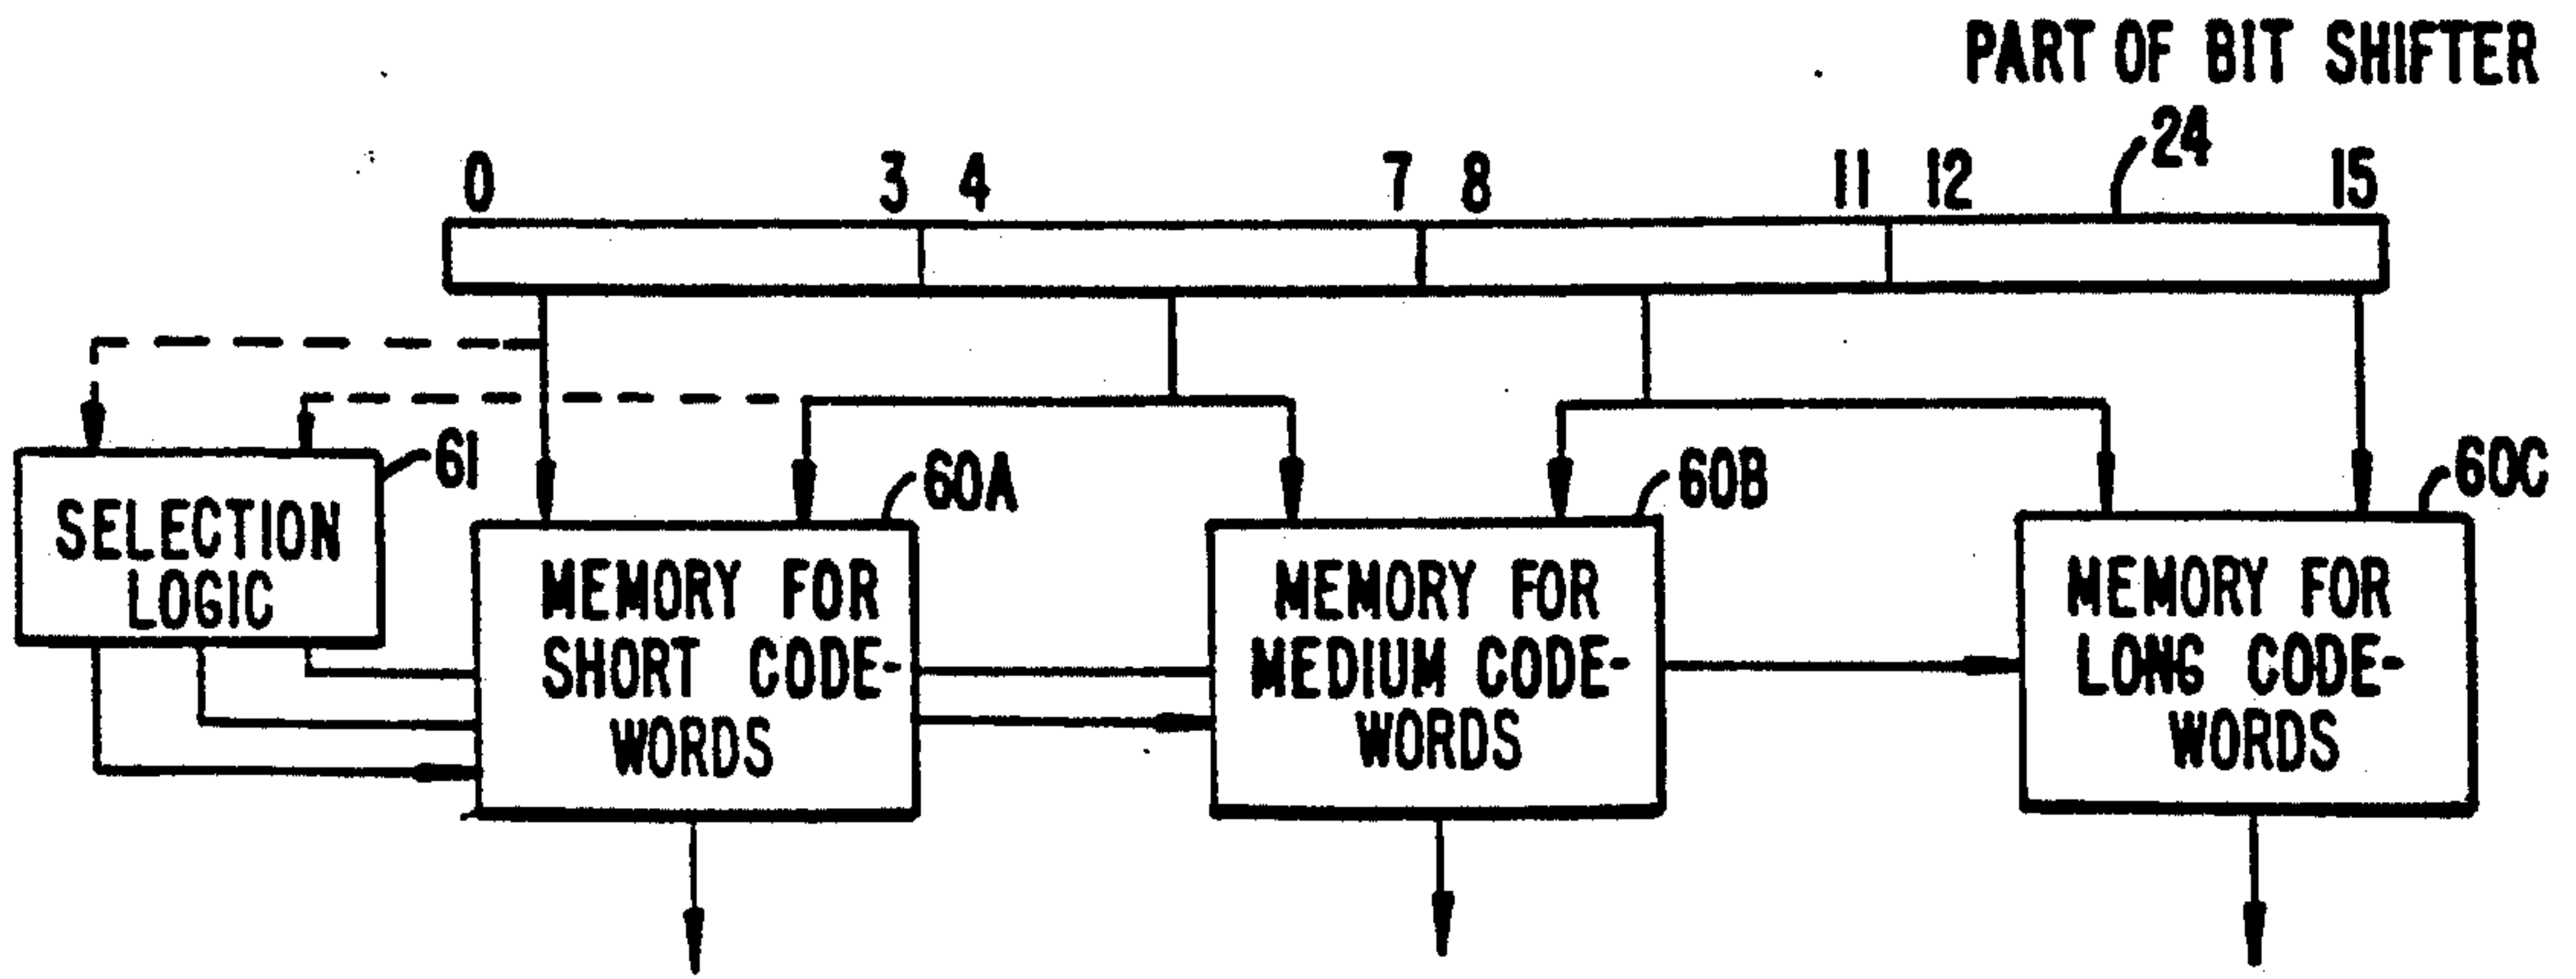 PART OF BIT SHIFTER
24
0 3 4 7 8 11 12 15
61
SELECTION
LOGIC
60A
MEMORY FOR
SHORT CODE-
WORDS
60B
MEMORY FOR
MEDIUM CODE-
WORDS
60C
MEMORY FOR
LONG CODE-
WORDS